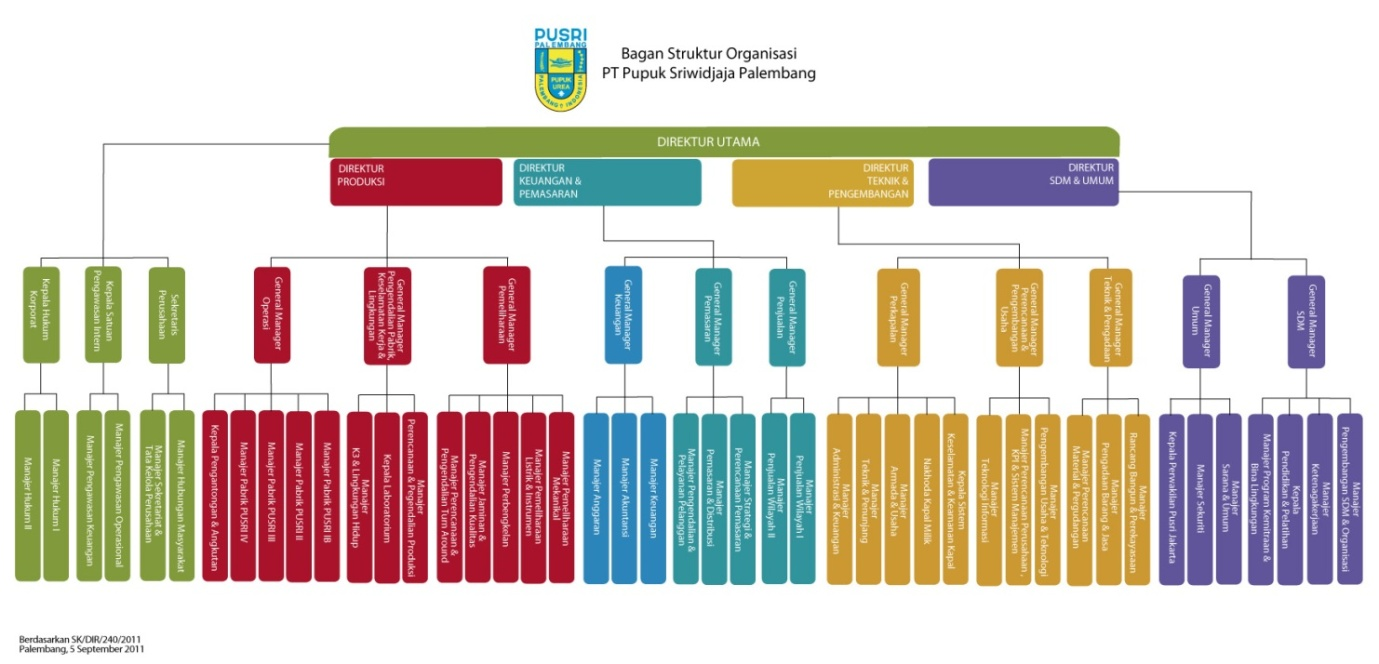 PUSRI
PALEMBANG
PUPUK
UREA
PALEMBANG INDONESIA
Bagan Struktur Organisasi
PT Pupuk Sriwidjaja Palembang
DIREKTUR UTAMA
DIREKTUR
PRODUKSI
DIREKTUR
KEUANGAN &
PEMASARAN
DIREKTUR
TEKNIK &
PENGEMBANGAN
DIREKTUR
SDM & UMUM
Kepala Hukum
Korporat
Kepala Satuan
Pengawasan Intern
Sekretaris
Perusahaan
General Manager
Operasi
General Manager
Pengendalian Pabrik,
Keselamatan Kerja &
Lingkungan
General Manager
Pemeliharaan
General Manager
Keuangan
General Manager
Pemasaran
General Manager
Penjualan
General Manager
Perkapalan
General Manager
Perencanaan &
Pengembangan
Usaha
General Manager
Teknik & Pengadaan
General Manager
Umum
General Manager
SDM
Manajer Hukum II
Manajer Hukum I
Manajer Pengawasan Keuangan
Manajer Pengawasan Operasional
Manajer Sekretariat &
Tata Kelola Perusahaan
Manajer Hubungan Masyarakat
Kepala Pengantongan & Angkutan
Manajer Pabrik PUSRI IV
Manajer Pabrik PUSRI III
Manajer Pabrik PUSRI II
Manajer Pabrik PUSRI IB
Manajer
K3 & Lingkungan Hidup
Kepala Laboratorium
Manajer
Perencanaan & Pegendalian Produksi
Manajer Perencanaan &
Pengendalian Turn Around
Manajer Jaminan &
Pengendalian Kualitas
Manajer Perbengkelan
Manajer Pemeliharaan
Listrik & Instrumen
Manajer Pemeliharaan
Mekanikal
Manajer Anggaran
Manajer Akuntansi
Manajer Keuangan
Manajer Pengendalian &
Pelayanan Pelanggan
Manajer
Pemasaran & Distribusi
Manajer Strategi &
Perencanaan Pemasaran
Manajer
Penjualan Wilayah II
Manajer
Penjualan Wilayah I
Manajer
Administrasi & Keuangan
Manajer
Teknik & Penunjang
Manajer
Armada & Usaha
Nakhoda Kapal Milik
Kepala Sistem
Keselamatan & Keamanan Kapal
Manajer
Teknologi Informasi
Manajer Perencanaan Perusahaan,
KPI & Sistem Manajemen
Manajer
Pengembangan Usaha & Teknologi
Manajer Perencanaan
Material & Pergudangan
Manajer
Pengadaan Barang & Jasa
Manajer
Rancang Bangun & Perekayasaan
Kepala Perwakilan Pusri Jakarta
Manajer Sekuriti
Manajer
Sarana & Umum
Manajer Program Kemitraan &
Bina Lingkungan
Kepala
Pendidikan & Pelatihan
Manajer
Ketenagakerjaan
Manajer
Pengembangan SDM & Organisasi
Berdasarkan SK/DIR/240/2011
Palembang, 5 September 2011